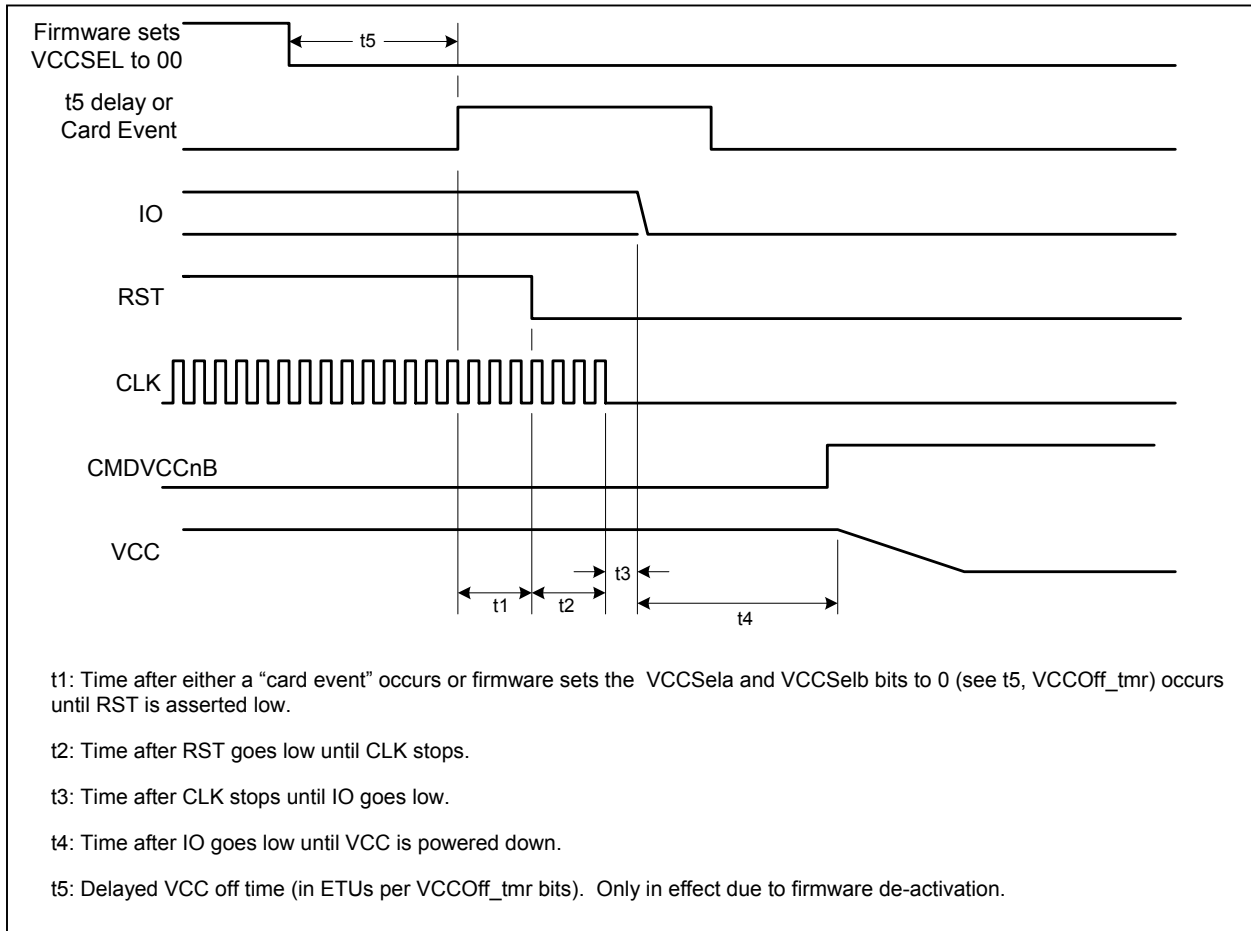 Firmware sets
VCCSEL to 00
t5
t5 delay or
Card Event
IO
RST
CLK
CMDVCCnB
VCC
t3
t1
t2
t4
t1: Time after either a “card event” occurs or firmware sets the VCCSela and VCCSelb bits to 0 (see t5, VCCOff_tmr) occurs
until RST is asserted low.
t2: Time after RST goes low until CLK stops.
t3: Time after CLK stops until IO goes low.
t4: Time after IO goes low until VCC is powered down.
t5: Delayed VCC off time (in ETUs per VCCOff_tmr bits). Only in effect due to firmware de-activation.